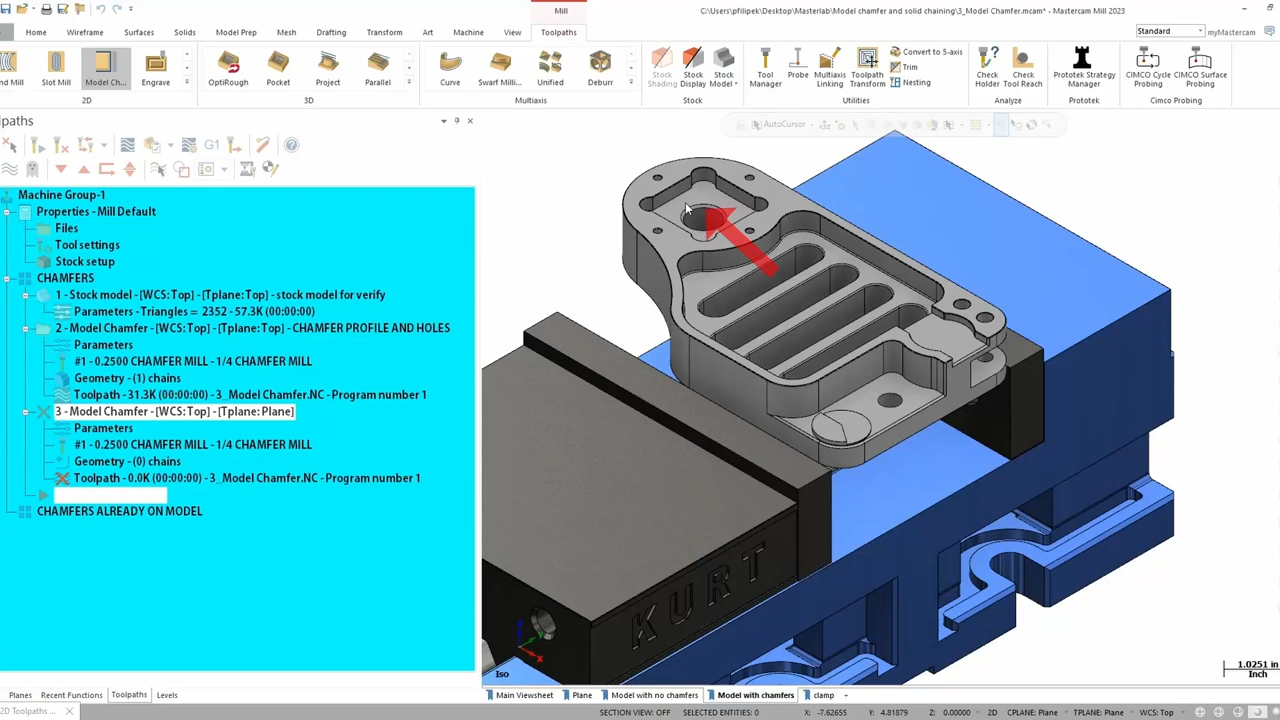 Mill
C:\Users\pfilipek\Desktop\Masterlab\Model chamfer and solid chaining\3_Model Chamfer.mcam* - Mastercam Mill 2023
Home
Wireframe
Surfaces
Solids
Model Prep
Mesh
Drafting
Transform
Art
Machine
View
Toolpaths
Standard
myMastercam
nd Mill
Slot Mill
Model Ch...
Engrave
OptiRough
Pocket
Project
Parallel
Curve
Swarf Milli...
Unified
Deburr
Stock Shading
Stock Display
Stock Model
Tool Manager
Probe
Multiaxis Linking
Toolpath Transform
Convert to 5-axis
Trim
Nesting
Check Holder
Check Tool Reach
Prototek Strategy Manager
CIMCO Cycle Probing
CIMCO Surface Probing
2D
3D
Multiaxis
Stock
Utilities
Analyze
Prototek
Cimco Probing
lpaths
AutoCursor
G1
Machine Group-1
Properties - Mill Default
Files
Tool settings
Stock setup
CHAMFERS
1 - Stock model - [WCS: Top] - [Tplane: Top] - stock model for verify
Parameters - Triangles = 2352 - 57.3K (00:00:00)
2 - Model Chamfer - [WCS: Top] - [Tplane: Top] - CHAMFER PROFILE AND HOLES
Parameters
#1 - 0.2500 CHAMFER MILL - 1/4 CHAMFER MILL
Geometry - (1) chains
Toolpath - 31.3K (00:00:00) - 3_Model Chamfer.NC - Program number 1
3 - Model Chamfer - [WCS: Top] - [Tplane: Plane]
Parameters
#1 - 0.2500 CHAMFER MILL - 1/4 CHAMFER MILL
Geometry - (0) chains
Toolpath - 0.0K (00:00:00) - 3_Model Chamfer.NC - Program number 1
CHAMFERS ALREADY ON MODEL
KURT
X
Iso
1.0251 in
Inch
Planes
Recent Functions
Toolpaths
Levels
Main Viewsheet
Plane
Model with no chamfers
Model with chamfers
clamp
+
2D Toolpaths ...
SECTION VIEW: OFF
SELECTED ENTITIES: 0
X: -7.62655
Y: 4.81879
Z: 0.00000
2D
CPLANE: Plane
TPLANE: Plane
WCS: Top